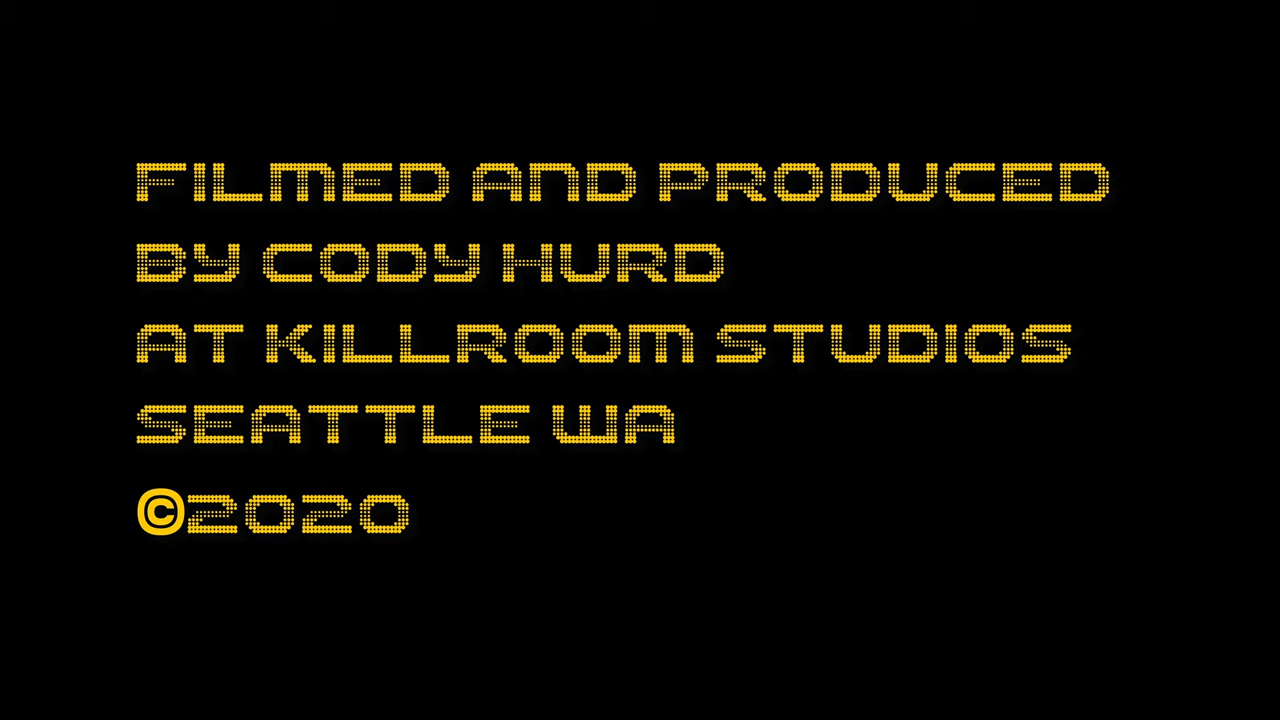 FILMED AND PRODUCED
BY CODY HURD
AT KILLROOM STUDIOS
SEATTLE WA
©2020